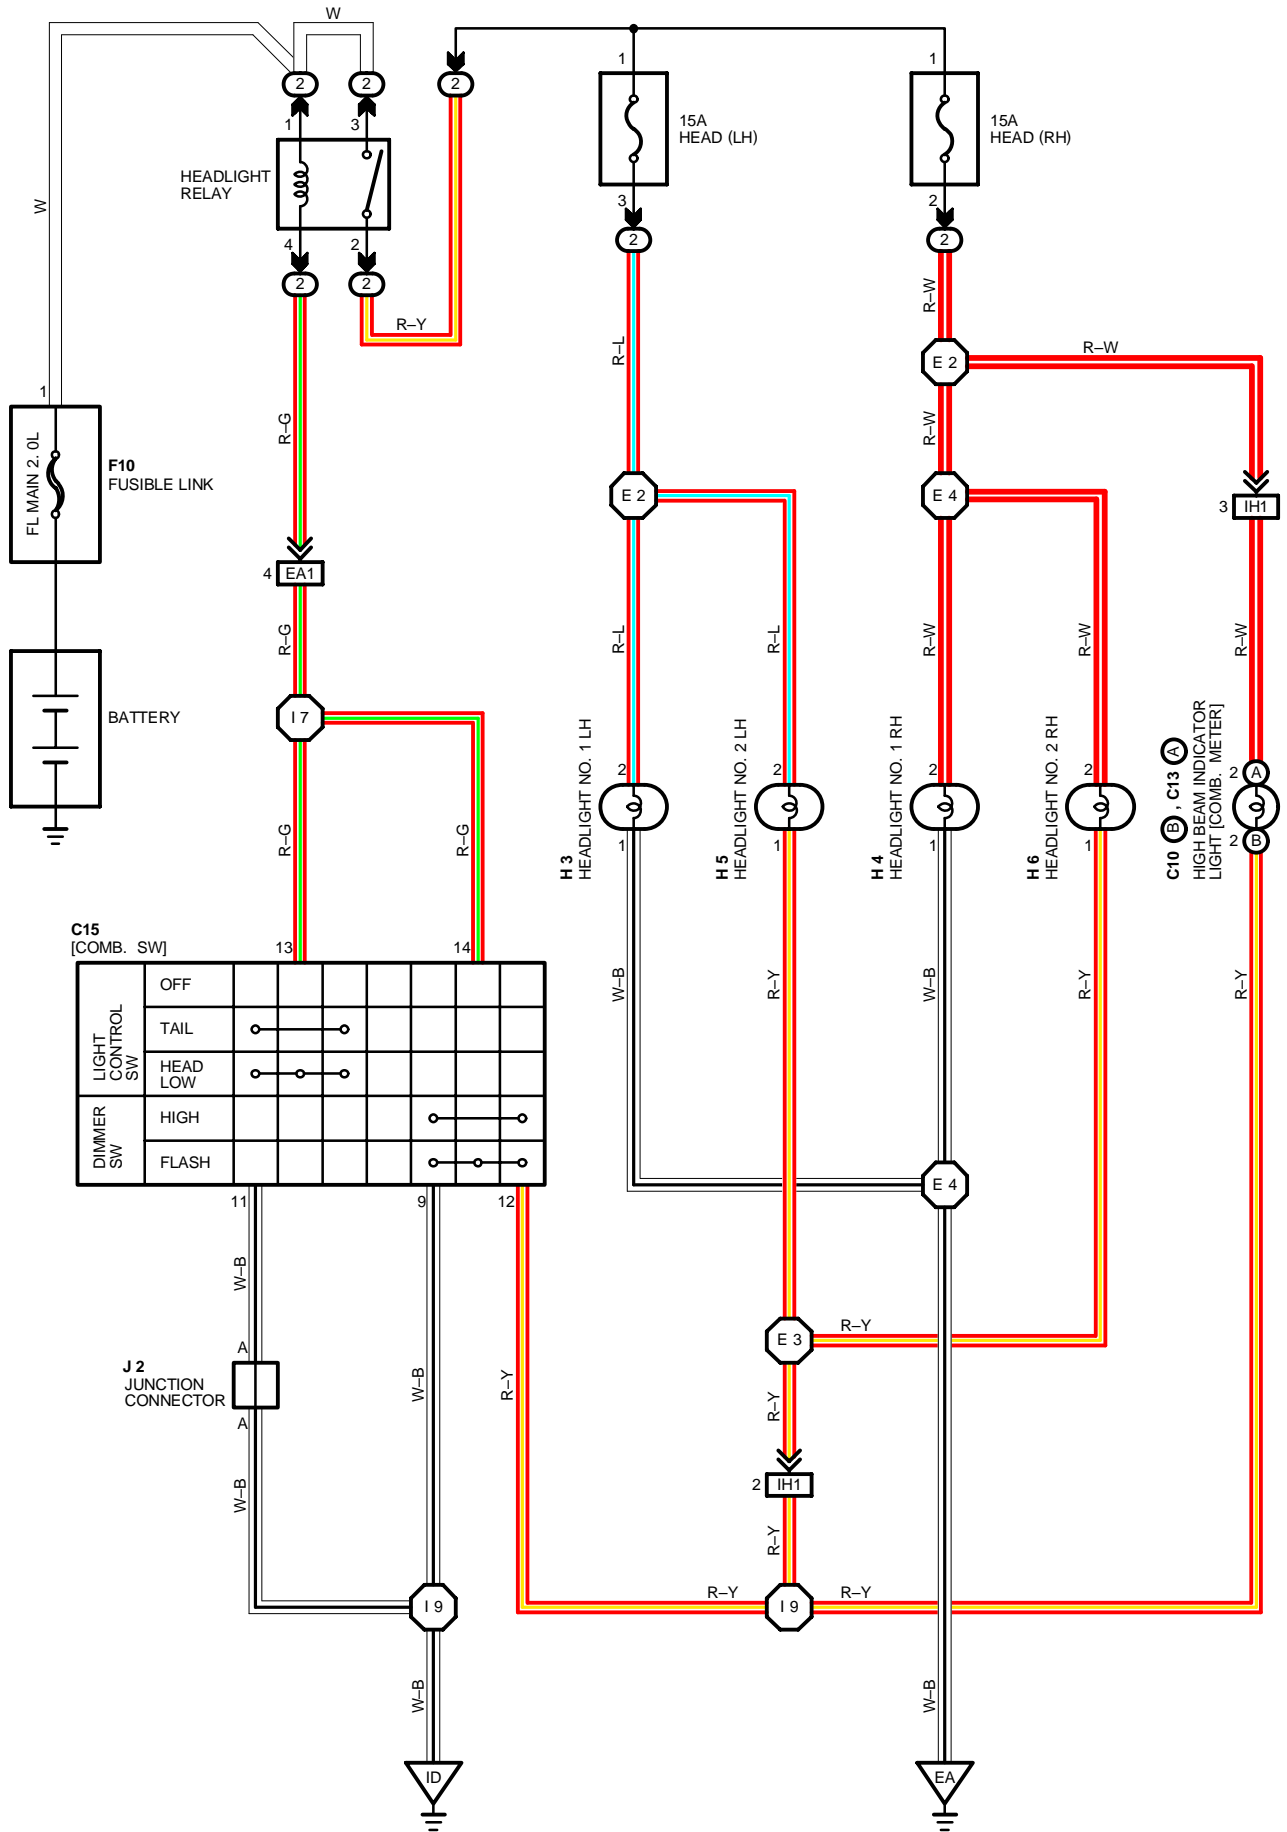 W
2
2
2
1
3
HEADLIGHT
RELAY
4
2
2
2
R–Y
W
1
15A
HEAD (LH)
3
2
1
15A
HEAD (RH)
2
2
R–W
R–L
E 2
R–W
R–W
R–G
1
FL MAIN 2. 0L
F10
FUSIBLE LINK
E 2
E 4
3
IH1
4
EA1
R–G
R–L
R–L
R–W
R–W
R–W
BATTERY
I 7
H 3
HEADLIGHT NO. 1 LH
2
1
H 5
HEADLIGHT NO. 2 LH
2
1
H 4
HEADLIGHT NO. 1 RH
2
1
H 6
HEADLIGHT NO. 2 RH
2
1
C10 B , C13 A
HIGH BEAM INDICATOR
LIGHT [COMB. METER]
2
A
2
B
R–G
R–G
C15
[COMB. SW]
13
14
LIGHT
CONTROL
SW
OFF
TAIL
HEAD
LOW
DIMMER
SW
HIGH
FLASH
W–B
R–Y
W–B
R–Y
R–Y
11
9
12
E 4
W–B
A
J 2
JUNCTION
CONNECTOR
A
W–B
W–B
R–Y
E 3
R–Y
R–Y
2
IH1
R–Y
I 9
R–Y
I 9
R–Y
W–B
W–B
ID
EA